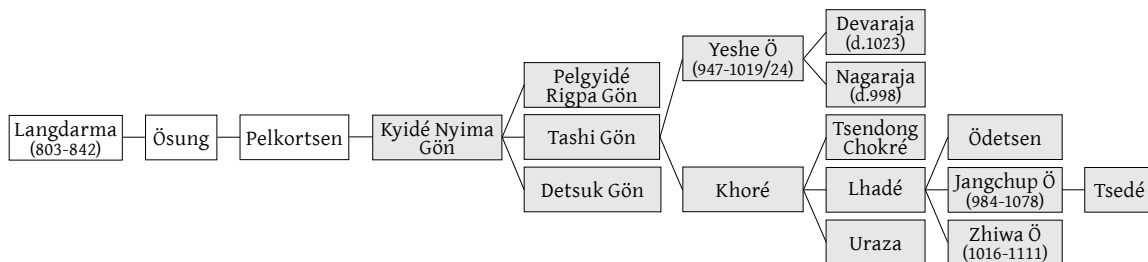 Langdarma
(803-842)
Ösung
Pelkortsen
Kyidé Nyima
Gön
Pelgyidé
Rigpa Gön
Tashi Gön
Detsuk Gön
Yeshe Ö
(947-1019/24)
Khoré
Devaraja
(d.1023)
Nagaraja
(d.998)
Tsendong
Chokré
Lhadé
Uraza
Ödetsen
Jangchup Ö
(984-1078)
Zhiwa Ö
(1016-1111)
Tsedé